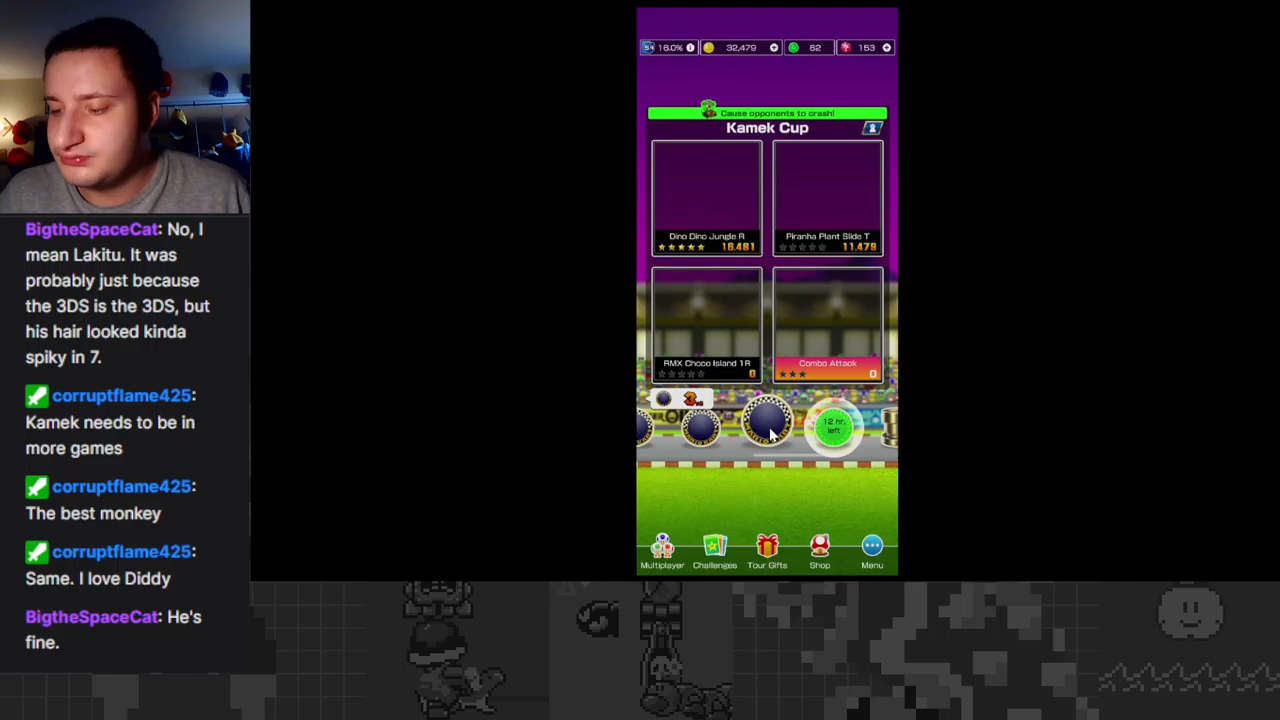 BigtheSpaceCat: No, I
mean Lakitu. It was
probably just because
the 3DS is the 3DS, but
his hair looked kinda
spiky in 7.
corruptflame425:
Kamek needs to be in
more games
corruptflame425:
The best monkey
corruptflame425:
Same. I love Diddy
BigtheSpaceCat: He's
fine.
16.0% 32,479 62 153
Cause opponents to crash!
Kamek Cup
Dino Dino Jungle R
16,481
Piranha Plant Slide T
11,479
RMX Choco Island 1R
0
Combo Attack
0
12 hr.
left
Multiplayer Challenges Tour Gifts Shop Menu